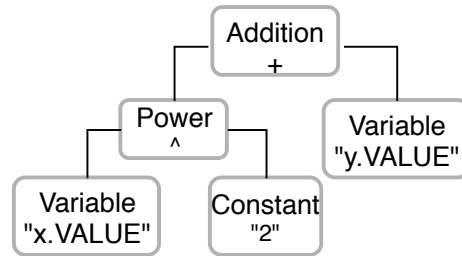 Addition
+
Power
^
Variable
"y.VALUE"
Variable
"x.VALUE"
Constant
"2"